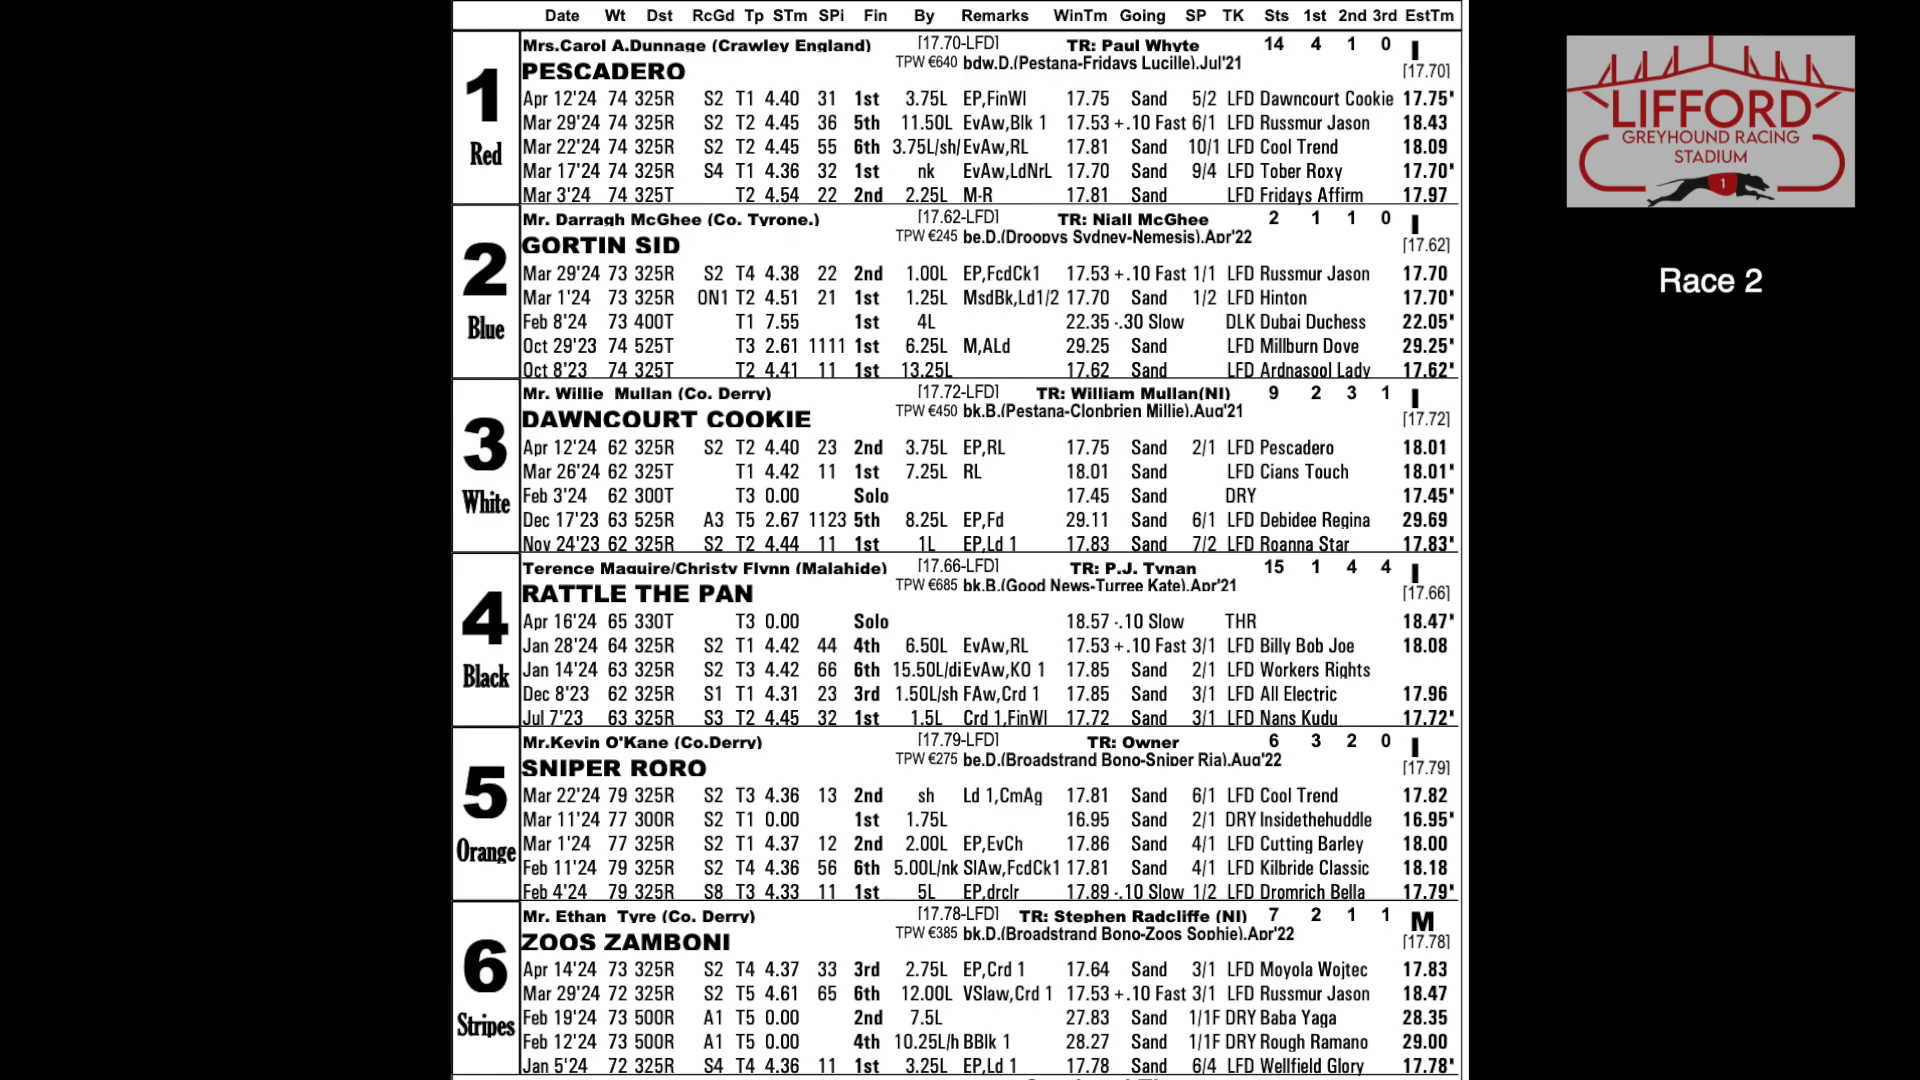 Date Wt Dst RcGd Tp STm SPi Fin By Remarks WinTm Going SP TK Sts 1st 2nd 3rd EstTm
1
Red
Mrs.Carol A.Dunnage (Crawley England) [17.70-LFD] TR: Paul Whyte 14 4 1 0 I
PESCADERO TPW €640 bdw.D.(Pestana-Fridays Lucille).Jul'21 [17.70]
Apr 12'24 74 325R S2 T1 4.40 31 1st 3.75L EP,FinWl 17.75 Sand 5/2 LFD Dawncourt Cookie 17.75*
Mar 29'24 74 325R S2 T2 4.45 36 5th 11.50L EvAw,Blk 1 17.53 +.10 Fast 6/1 LFD Russmur Jason 18.43
Mar 22'24 74 325R S2 T2 4.45 55 6th 3.75L/sh/ EvAw,RL 17.81 Sand 10/1 LFD Cool Trend 18.09
Mar 17'24 74 325R S4 T1 4.36 32 1st nk EvAw,LdNrL 17.70 Sand 9/4 LFD Tober Roxy 17.70*
Mar 3'24 74 325T T2 4.54 22 2nd 2.25L M-R 17.81 Sand LFD Fridays Affirm 17.97
2
Blue
Mr. Darragh McGhee (Co. Tyrone.) [17.62-LFD] TR: Niall McGhee 2 1 1 0 I
GORTIN SID TPW €245 be.D.(Droopys Sydney-Nemesis).Apr'22 [17.62]
Mar 29'24 73 325R S2 T4 4.38 22 2nd 1.00L EP,FcdCk1 17.53 +.10 Fast 1/1 LFD Russmur Jason 17.70
Mar 1'24 73 325R ON1 T2 4.51 21 1st 1.25L MsdBk,Ld1/2 17.70 Sand 1/2 LFD Hinton 17.70*
Feb 8'24 73 400T T1 7.55 1st 4L 22.35 -.30 Slow DLK Dubai Duchess 22.05*
Oct 29'23 74 525T T3 2.61 1111 1st 6.25L M,ALd 29.25 Sand LFD Millburn Dove 29.25*
Oct 8'23 74 325T T2 4.41 11 1st 13.25L 17.62 Sand LFD Ardnasool Lady 17.62*
3
White
Mr. Willie Mullan (Co. Derry) [17.72-LFD] TR: William Mullan(NI) 9 2 3 1 I
DAWNCOURT COOKIE TPW €450 bk.B.(Pestana-Clonbrien Millie).Aug'21 [17.72]
Apr 12'24 62 325R S2 T2 4.40 23 2nd 3.75L EP,RL 17.75 Sand 2/1 LFD Pescadero 18.01
Mar 26'24 62 325T T1 4.42 11 1st 7.25L RL 18.01 Sand LFD Cians Touch 18.01*
Feb 3'24 62 300T T3 0.00 Solo 17.45 Sand DRY 17.45*
Dec 17'23 63 525R A3 T5 2.67 1123 5th 8.25L EP,Fd 29.11 Sand 6/1 LFD Debidee Regina 29.69
Nov 24'23 62 325R S2 T2 4.44 11 1st 1L EP,Ld 1 17.83 Sand 7/2 LFD Roanna Star 17.83*
4
Black
Terence Maguire/Christy Flynn (Malahide) [17.66-LFD] TR: P.J. Tynan 15 1 4 4 I
RATTLE THE PAN TPW €685 bk.B.(Good News-Turree Kate).Apr'21 [17.66]
Apr 16'24 65 330T T3 0.00 Solo 18.57 -.10 Slow THR 18.47*
Jan 28'24 64 325R S2 T1 4.42 44 4th 6.50L EvAw,RL 17.53 +.10 Fast 3/1 LFD Billy Bob Joe 18.08
Jan 14'24 63 325R S2 T3 4.42 66 6th 15.50L/di EvAw,KO 1 17.85 Sand 2/1 LFD Workers Rights
Dec 8'23 62 325R S1 T1 4.31 23 3rd 1.50L/sh FAw,Crd 1 17.85 Sand 3/1 LFD All Electric 17.96
Jul 7'23 63 325R S3 T2 4.45 32 1st 1.5L Crd 1,FinWl 17.72 Sand 3/1 LFD Nans Kudu 17.72*
5
Orange
Mr.Kevin O'Kane (Co.Derry) [17.79-LFD] TR: Owner 6 3 2 0 I
SNIPER RORO TPW €275 be.D.(Broadstrand Bono-Sniper Ria).Aug'22 [17.79]
Mar 22'24 79 325R S2 T3 4.36 13 2nd sh Ld 1,CmAg 17.81 Sand 6/1 LFD Cool Trend 17.82
Mar 11'24 77 300R S2 T1 0.00 1st 1.75L 16.95 Sand 2/1 DRY Insidethehuddle 16.95*
Mar 1'24 77 325R S2 T1 4.37 12 2nd 2.00L EP,EvCh 17.86 Sand 4/1 LFD Cutting Barley 18.00
Feb 11'24 79 325R S2 T4 4.36 56 6th 5.00L/nk SlAw,FcdCk1 17.81 Sand 4/1 LFD Kilbride Classic 18.18
Feb 4'24 79 325R S8 T3 4.33 11 1st 5L EP,drclr 17.89 -.10 Slow 1/2 LFD Dromrich Bella 17.79*
6
Stripes
Mr. Ethan Tyre (Co. Derry) [17.78-LFD] TR: Stephen Radcliffe (NI) 7 2 1 1 M
ZOOS ZAMBONI TPW €385 bk.D.(Broadstrand Bono-Zoos Sophie).Apr'22 [17.78]
Apr 14'24 73 325R S2 T4 4.37 33 3rd 2.75L EP,Crd 1 17.64 Sand 3/1 LFD Moyola Wojtec 17.83
Mar 29'24 72 325R S2 T5 4.61 65 6th 12.00L VSlaw,Crd 1 17.53 +.10 Fast 3/1 LFD Russmur Jason 18.47
Feb 19'24 73 500R A1 T5 0.00 2nd 7.5L 27.83 Sand 1/1F DRY Baba Yaga 28.35
Feb 12'24 73 500R A1 T5 0.00 4th 10.25L/h BBlk 1 28.27 Sand 1/1F DRY Rough Ramano 29.00
Jan 5'24 72 325R S4 T4 4.36 11 1st 3.25L EP,Ld 1 17.78 Sand 6/4 LFD Wellfield Glory 17.78*
LIFFORD
GREYHOUND RACING
STADIUM
1
Race 2